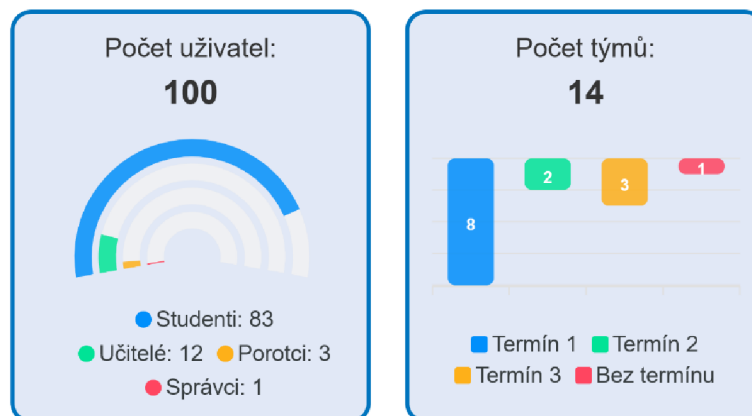 Počet uživatel:
100
Studenti: 83
Učitelé: 12 Porotci: 3
Správci: 1
Počet týmů:
14
8
2
3
1
Termín 1 Termín 2
Termín 3 Bez termínu